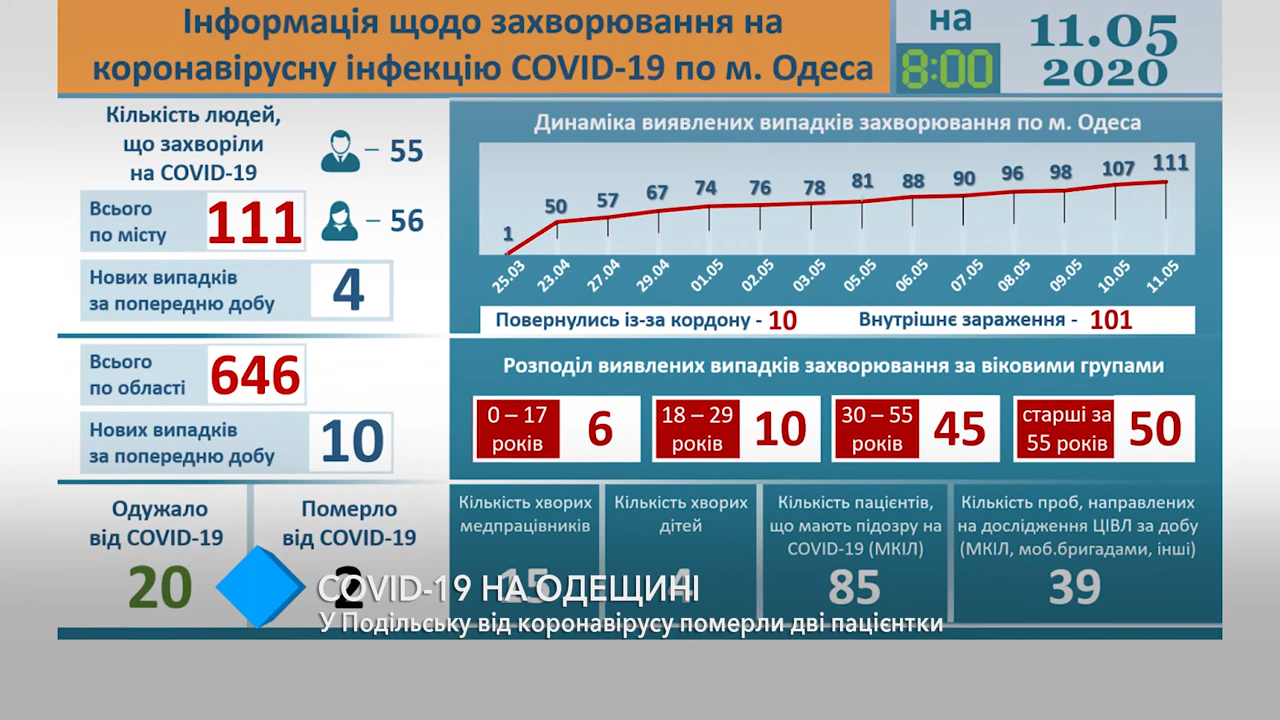 Інформація щодо захворювання на
коронавірусну інфекцію COVID-19 по м. Одеса
на
8:00
11.05
2020
Кількість людей,
що захворіли
на COVID-19
– 55
– 56
Всього
по місту
111
Нових випадків
за попередню добу
4
Динаміка виявлених випадків захворювання по м. Одеса
1 50 57 67 74 76 78 81 88 90 96 98 107 111
25.03 23.04 27.04 29.04 01.05 02.05 03.05 05.05 06.05 07.05 08.05 09.05 10.05 11.05
Повернулись із-за кордону - 10
Внутрішнє зараження - 101
Всього
по області
646
Нових випадків
за попередню добу
10
Розподіл виявлених випадків захворювання за віковими групами
0 – 17
років
6
18 – 29
років
10
30 – 55
років
45
старші за
55 років
50
Одужало
від COVID-19
20
Померло
від COVID-19
2
Кількість хворих
медпрацівників
15
Кількість хворих
дітей
4
Кількість пацієнтів,
що мають підозру на
COVID-19 (МКІЛ)
85
Кількість проб, направлених
на дослідження ЦІВЛ за добу
(МКІЛ, моб.бригадами, інші)
39
COVID-19 НА ОДЕЩИНІ
У Подільську від коронавірусу померли дві пацієнтки